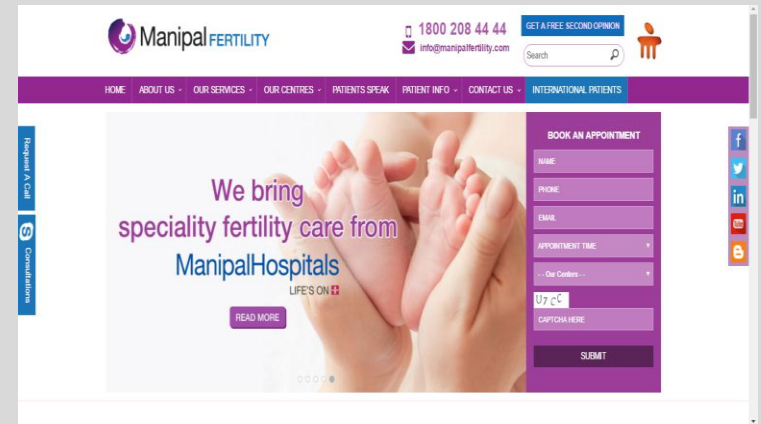 Manipal FERTILITY
1800 208 44 44
info@manipalfertility.com
GET A FREE SECOND OPINION
Search
HOME ABOUT US OUR SERVICES OUR CENTRES PATIENTS SPEAK PATIENT INFO CONTACT US INTERNATIONAL PATIENTS
Request A Call
Consultations
We bring
speciality fertility care from
ManipalHospitals
LIFE'S ON
READ MORE
BOOK AN APPOINTMENT
NAME
PHONE
EMAIL
APPOINTMENT TIME
- - Our Centers - -
U7CC
CAPTCHA HERE
SUBMIT